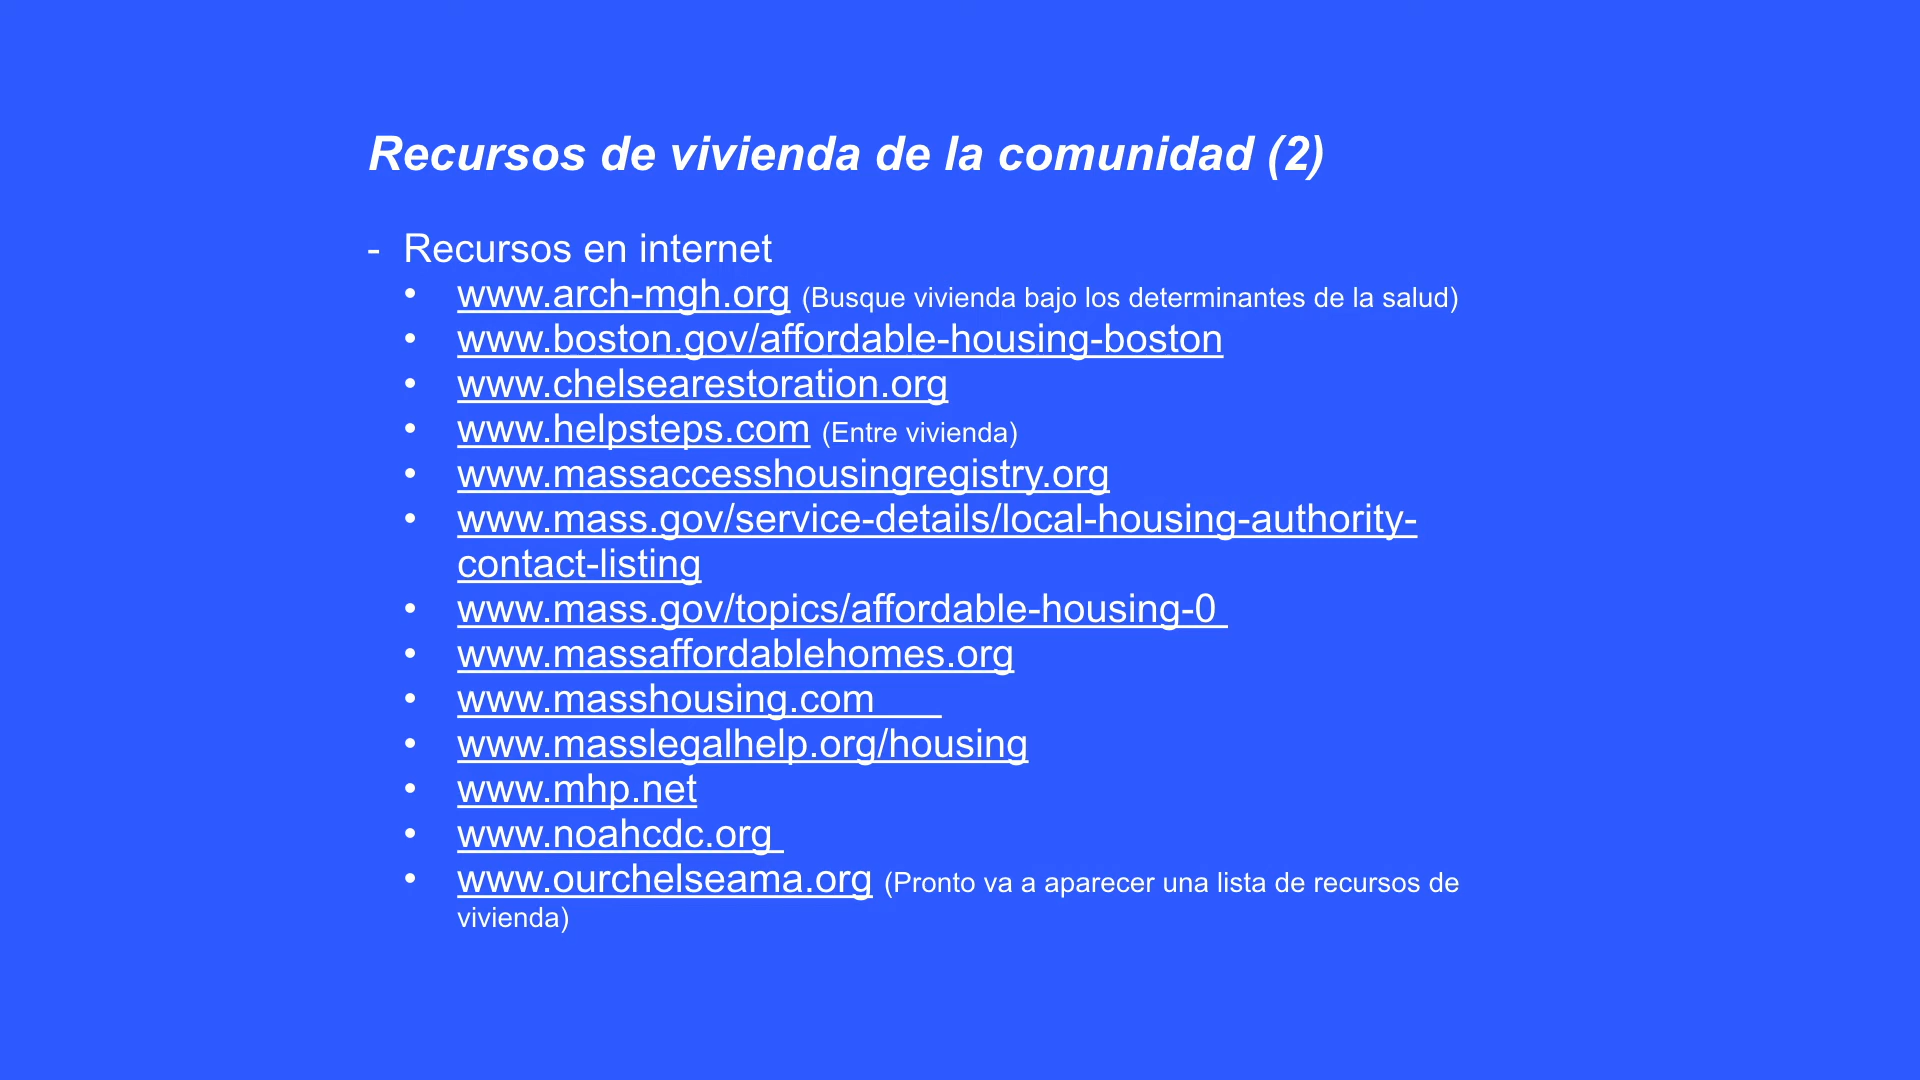 Recursos de vivienda de la comunidad (2)
- Recursos en internet
• www.arch-mgh.org (Busque vivienda bajo los determinantes de la salud)
• www.boston.gov/affordable-housing-boston
• www.chelsearestoration.org
• www.helpsteps.com (Entre vivienda)
• www.massaccesshousingregistry.org
• www.mass.gov/service-details/local-housing-authority-
contact-listing
• www.mass.gov/topics/affordable-housing-0
• www.massaffordablehomes.org
• www.masshousing.com
• www.masslegalhelp.org/housing
• www.mhp.net
• www.noahcdc.org
• www.ourchelseama.org (Pronto va a aparecer una lista de recursos de
vivienda)